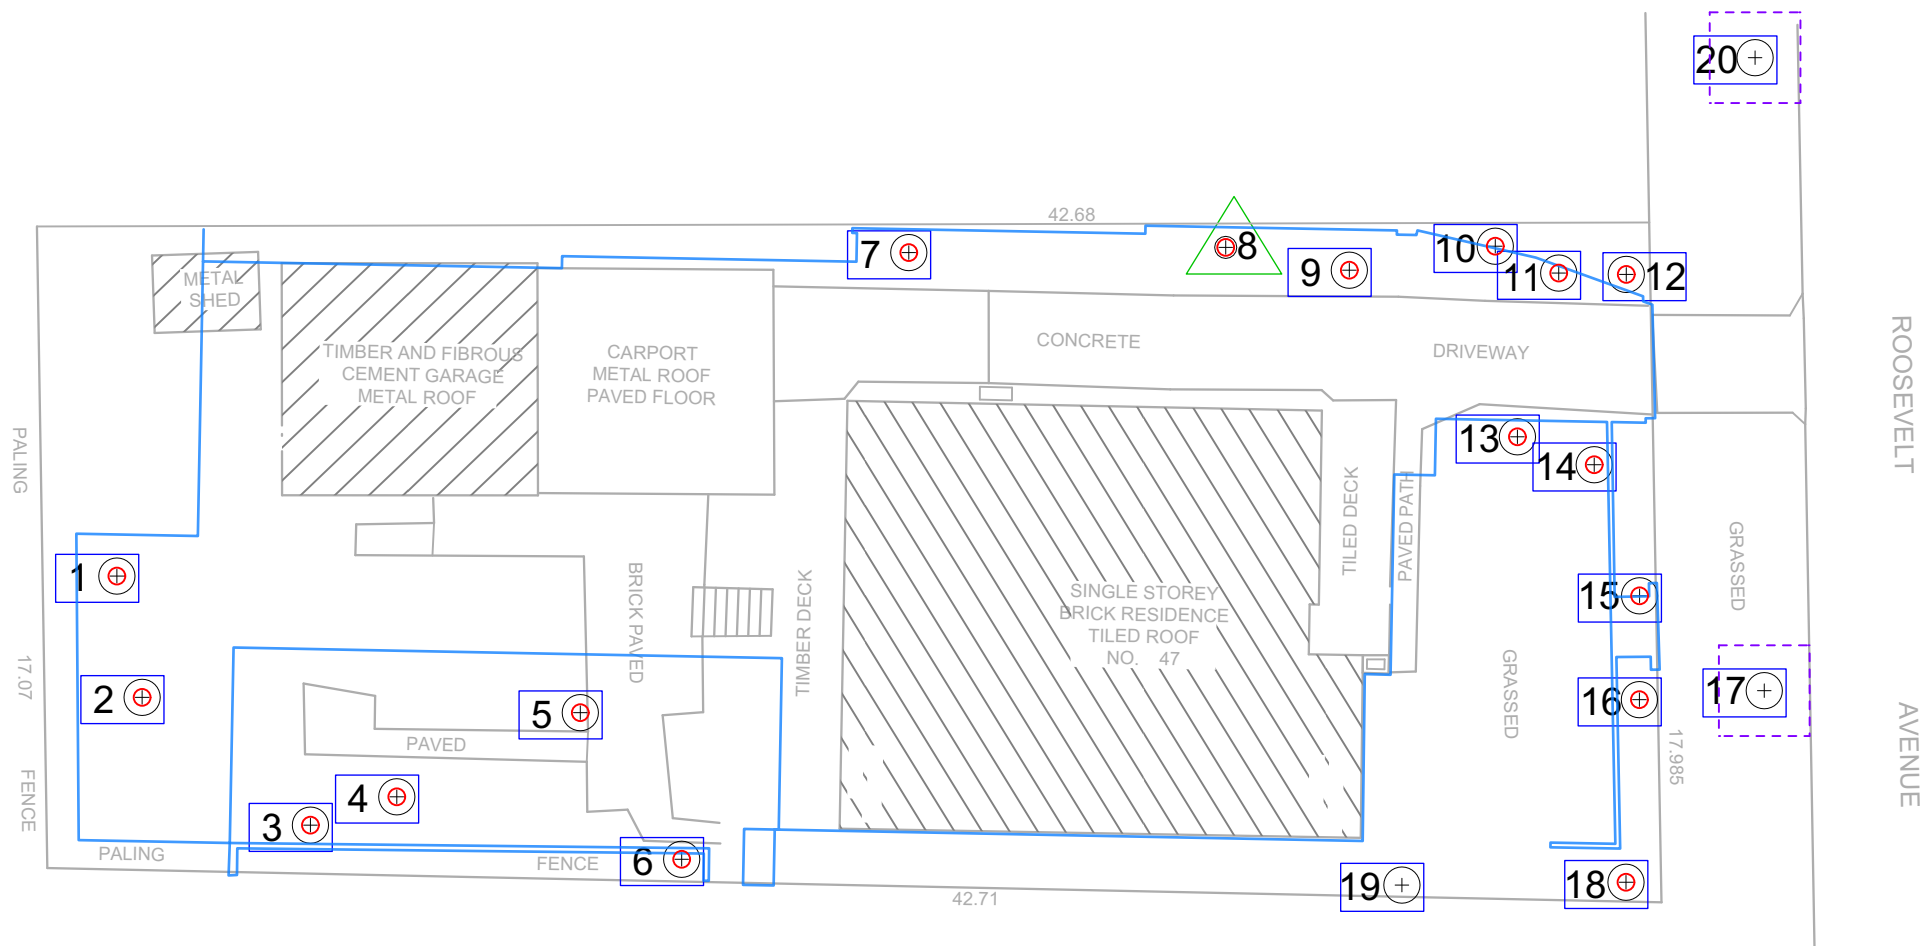 20
42.68
7
8
9
10
11
12
METAL
SHED
TIMBER AND FIBROUS
CEMENT GARAGE
METAL ROOF
CARPORT
METAL ROOF
PAVED FLOOR
CONCRETE
DRIVEWAY
ROOSEVELT
AVENUE
PALING
17.07
FENCE
1
2
3
4
5
6
PAVED
BRICK PAVED
TIMBER DECK
SINGLE STOREY
BRICK RESIDENCE
TILED ROOF
NO. 47
TILED DECK
PAVED PATH
13
14
15
16
17
GRASSED
GRASSED
17.985
PALING
FENCE
42.71
19
18